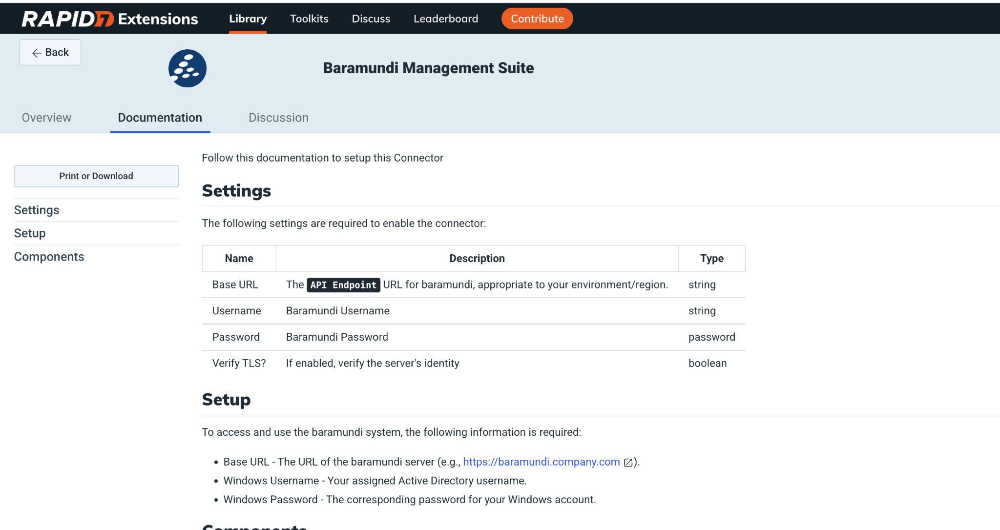 RAPID7 Extensions Library Toolkits Discuss Leaderboard Contribute
← Back
Baramundi Management Suite
Overview Documentation Discussion
Follow this documentation to setup this Connector
Print or Download
Settings
Setup
Components
Settings
The following settings are required to enable the connector:
Name Description Type
Base URL The API Endpoint URL for baramundi, appropriate to your environment/region. string
Username Baramundi Username string
Password Baramundi Password password
Verify TLS? If enabled, verify the server's identity boolean
Setup
To access and use the baramundi system, the following information is required:
• Base URL - The URL of the baramundi server (e.g., https://baramundi.company.com ).
• Windows Username - Your assigned Active Directory username.
• Windows Password - The corresponding password for your Windows account.
Components